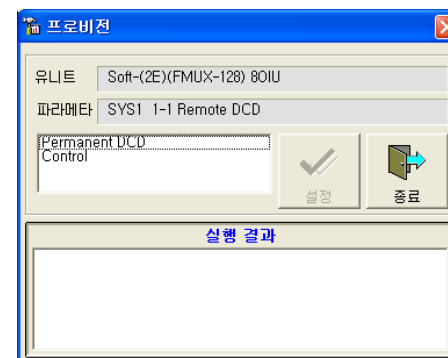 프로비전
유니트 Soft-(2E)(FMUX-128) 8OIU
파라메타 SYS1 1-1 Remote DCD
Permanent DCD
Control
설정
종료
실행 결과